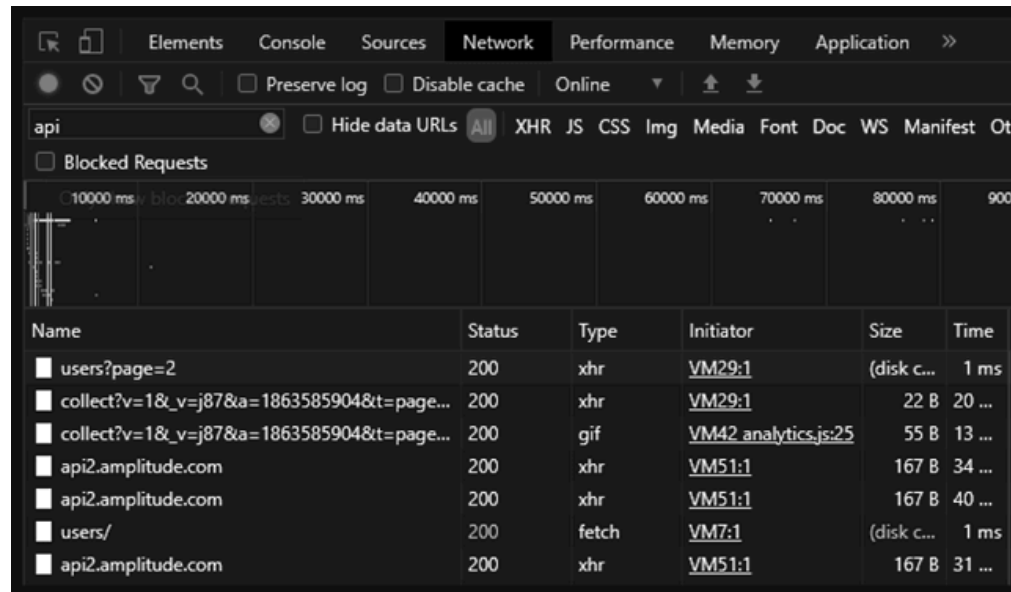 Elements Console Sources Network Performance Memory Application »
Preserve log Disable cache Online
api Hide data URLs All XHR JS CSS Img Media Font Doc WS Manifest Ot
Blocked Requests
10000 ms 20000 ms 30000 ms 40000 ms 50000 ms 60000 ms 70000 ms 80000 ms 900
Name Status Type Initiator Size Time
users?page=2 200 xhr VM29:1 (disk c... 1 ms
collect?v=1&_v=j87&a=1863585904&t=page... 200 xhr VM29:1 22 B 20 ...
collect?v=1&_v=j87&a=1863585904&t=page... 200 gif VM42 analytics.js:25 55 B 13 ...
api2.amplitude.com 200 xhr VM51:1 167 B 34 ...
api2.amplitude.com 200 xhr VM51:1 167 B 40 ...
users/ 200 fetch VM7:1 (disk c... 1 ms
api2.amplitude.com 200 xhr VM51:1 167 B 31 ...